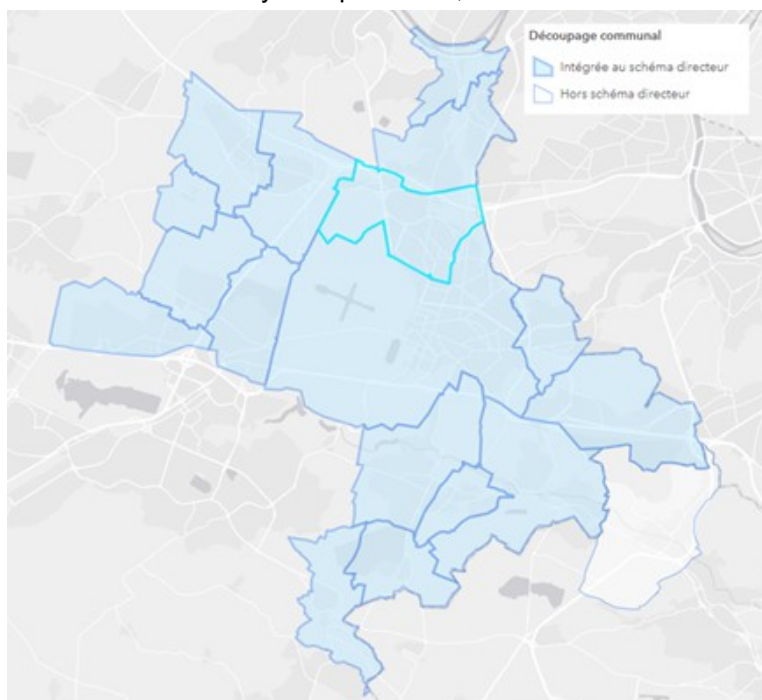 Découpage communal
Intégrée au schéma directeur
Hors schéma directeur